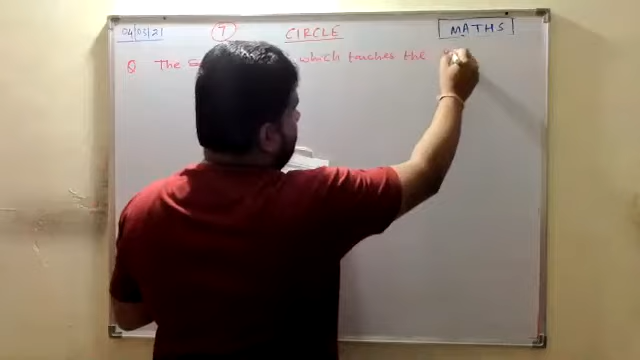 04/03/21 7 CIRCLE MATHS
Q The which touches the